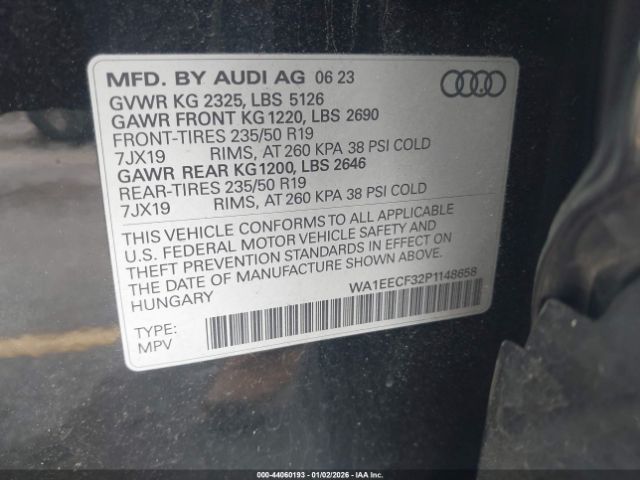 MFD. BY AUDI AG 06 23
GVWR KG 2325, LBS 5126
GAWR FRONT KG 1220, LBS 2690
FRONT-TIRES 235/50 R19
7JX19 RIMS, AT 260 KPA 38 PSI COLD
GAWR REAR KG 1200, LBS 2646
REAR-TIRES 235/50 R19
7JX19 RIMS, AT 260 KPA 38 PSI COLD
THIS VEHICLE CONFORMS TO ALL APPLICABLE
U.S. FEDERAL MOTOR VEHICLE SAFETY AND
THEFT PREVENTION STANDARDS IN EFFECT ON
THE DATE OF MANUFACTURE SHOWN ABOVE.
HUNGARY
WA1EECF32P1148658
TYPE:
MPV
000-44060193 - 01/02/2026 - IAA Inc.